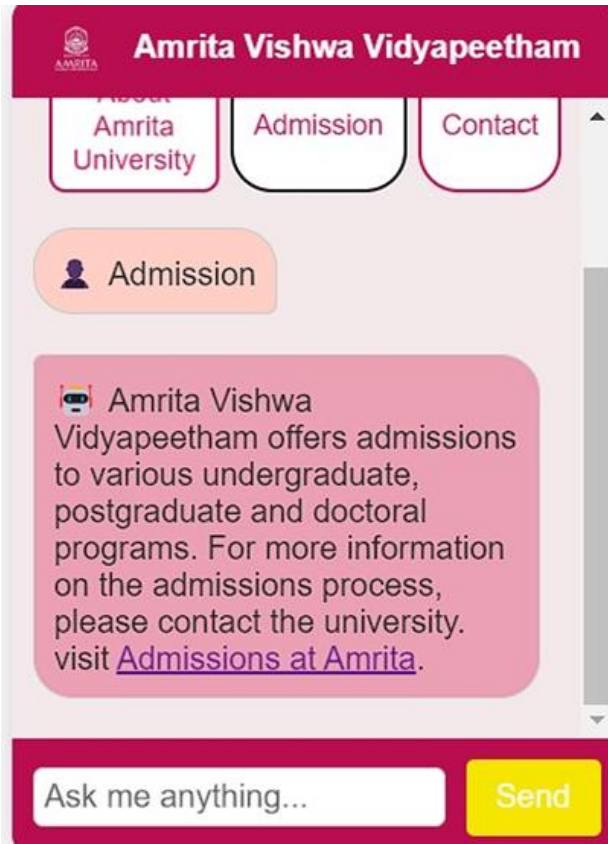 AMRITA
Amrita Vishwa Vidyapeetham
About
Amrita
University
Admission
Contact
Admission
Amrita Vishwa
Vidyapeetham offers admissions
to various undergraduate,
postgraduate and doctoral
programs. For more information
on the admissions process,
please contact the university.
visit Admissions at Amrita.
Ask me anything...
Send